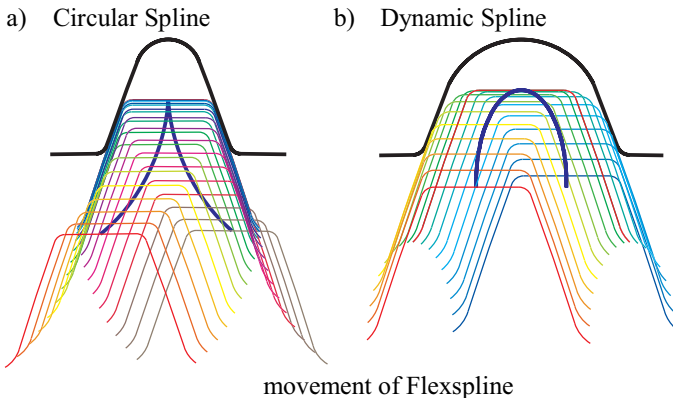 a) Circular Spline
b) Dynamic Spline
movement of Flexspline